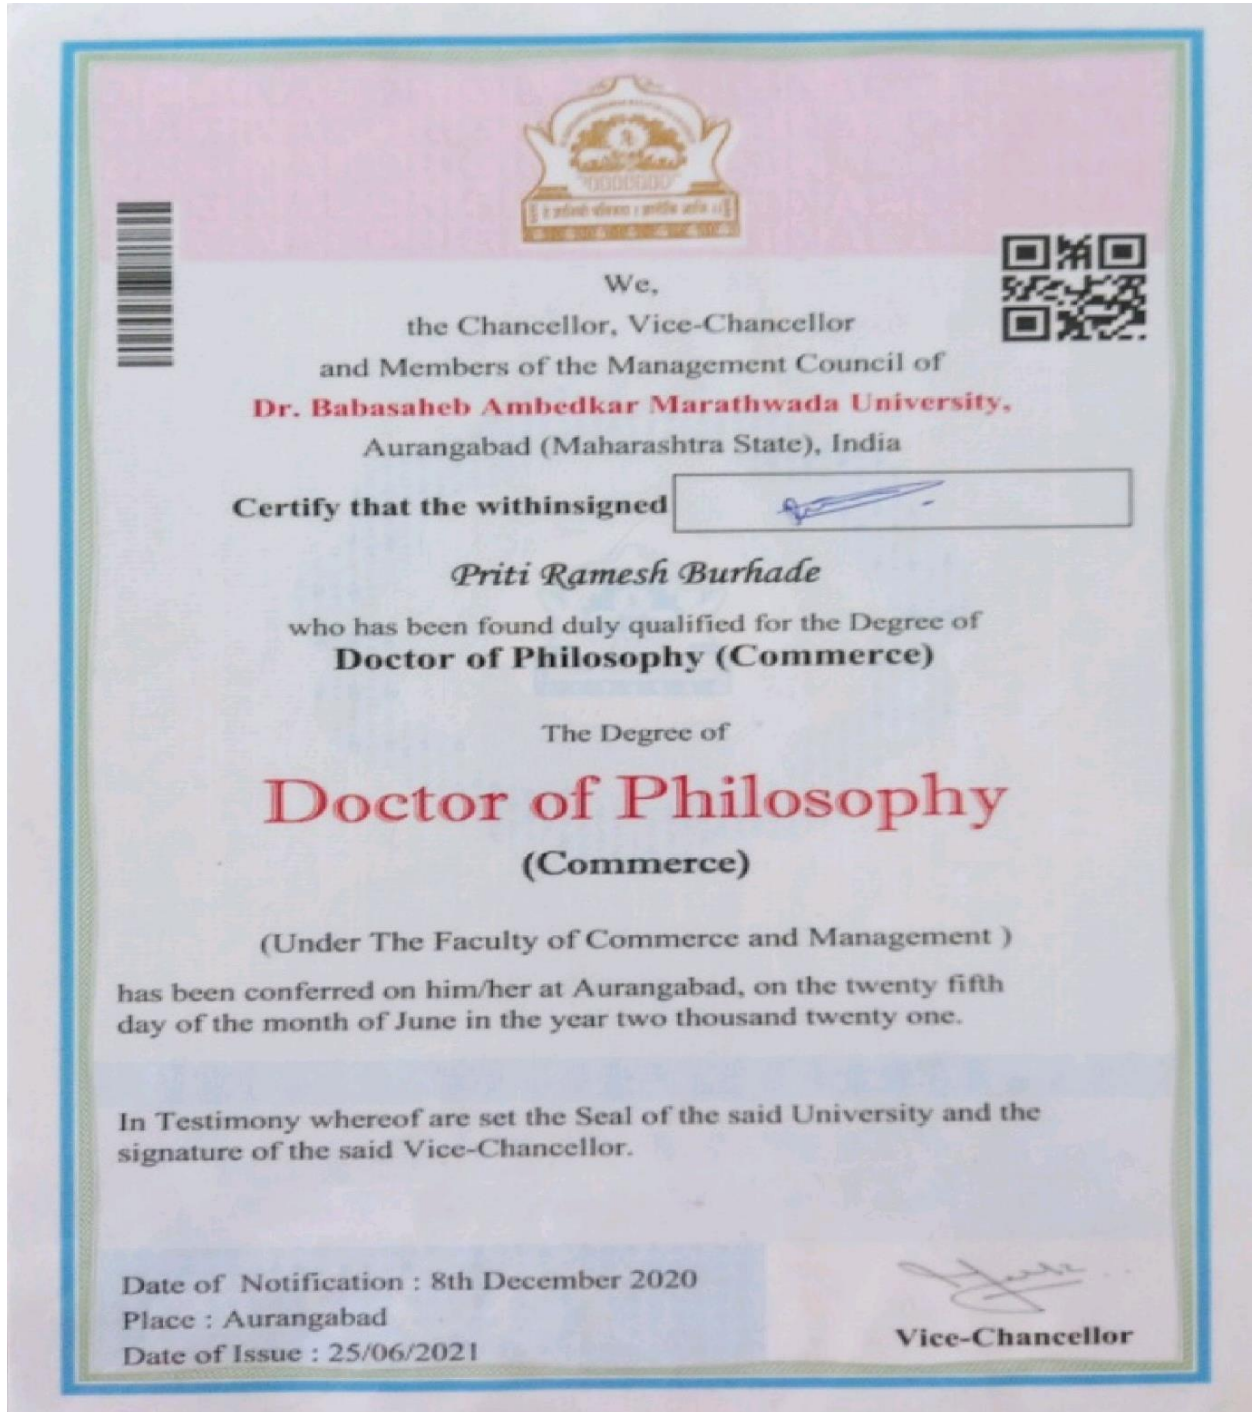 We,
the Chancellor, Vice-Chancellor
and Members of the Management Council of
Dr. Babasaheb Ambedkar Marathwada University,
Aurangabad (Maharashtra State), India
Certify that the withinsigned
Priti Ramesh Burhade
who has been found duly qualified for the Degree of
Doctor of Philosophy (Commerce)
The Degree of
Doctor of Philosophy
(Commerce)
(Under The Faculty of Commerce and Management )
has been conferred on him/her at Aurangabad, on the twenty fifth
day of the month of June in the year two thousand twenty one.
In Testimony whereof are set the Seal of the said University and the
signature of the said Vice-Chancellor.
Date of Notification : 8th December 2020
Place : Aurangabad
Date of Issue : 25/06/2021
Vice-Chancellor